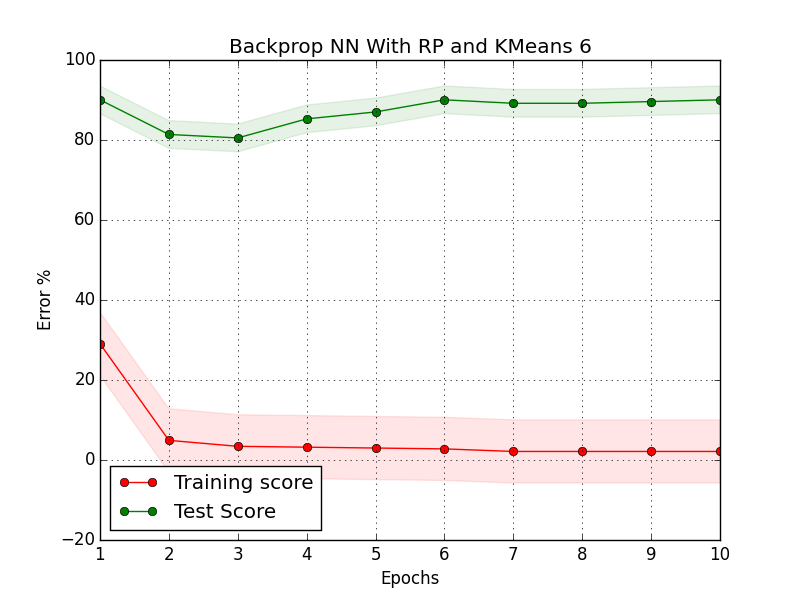 Backprop NN With RP and KMeans 6
100
80
60
40
20
0
−20
Error %
Training score
Test Score
1 2 3 4 5 6 7 8 9 10
Epochs